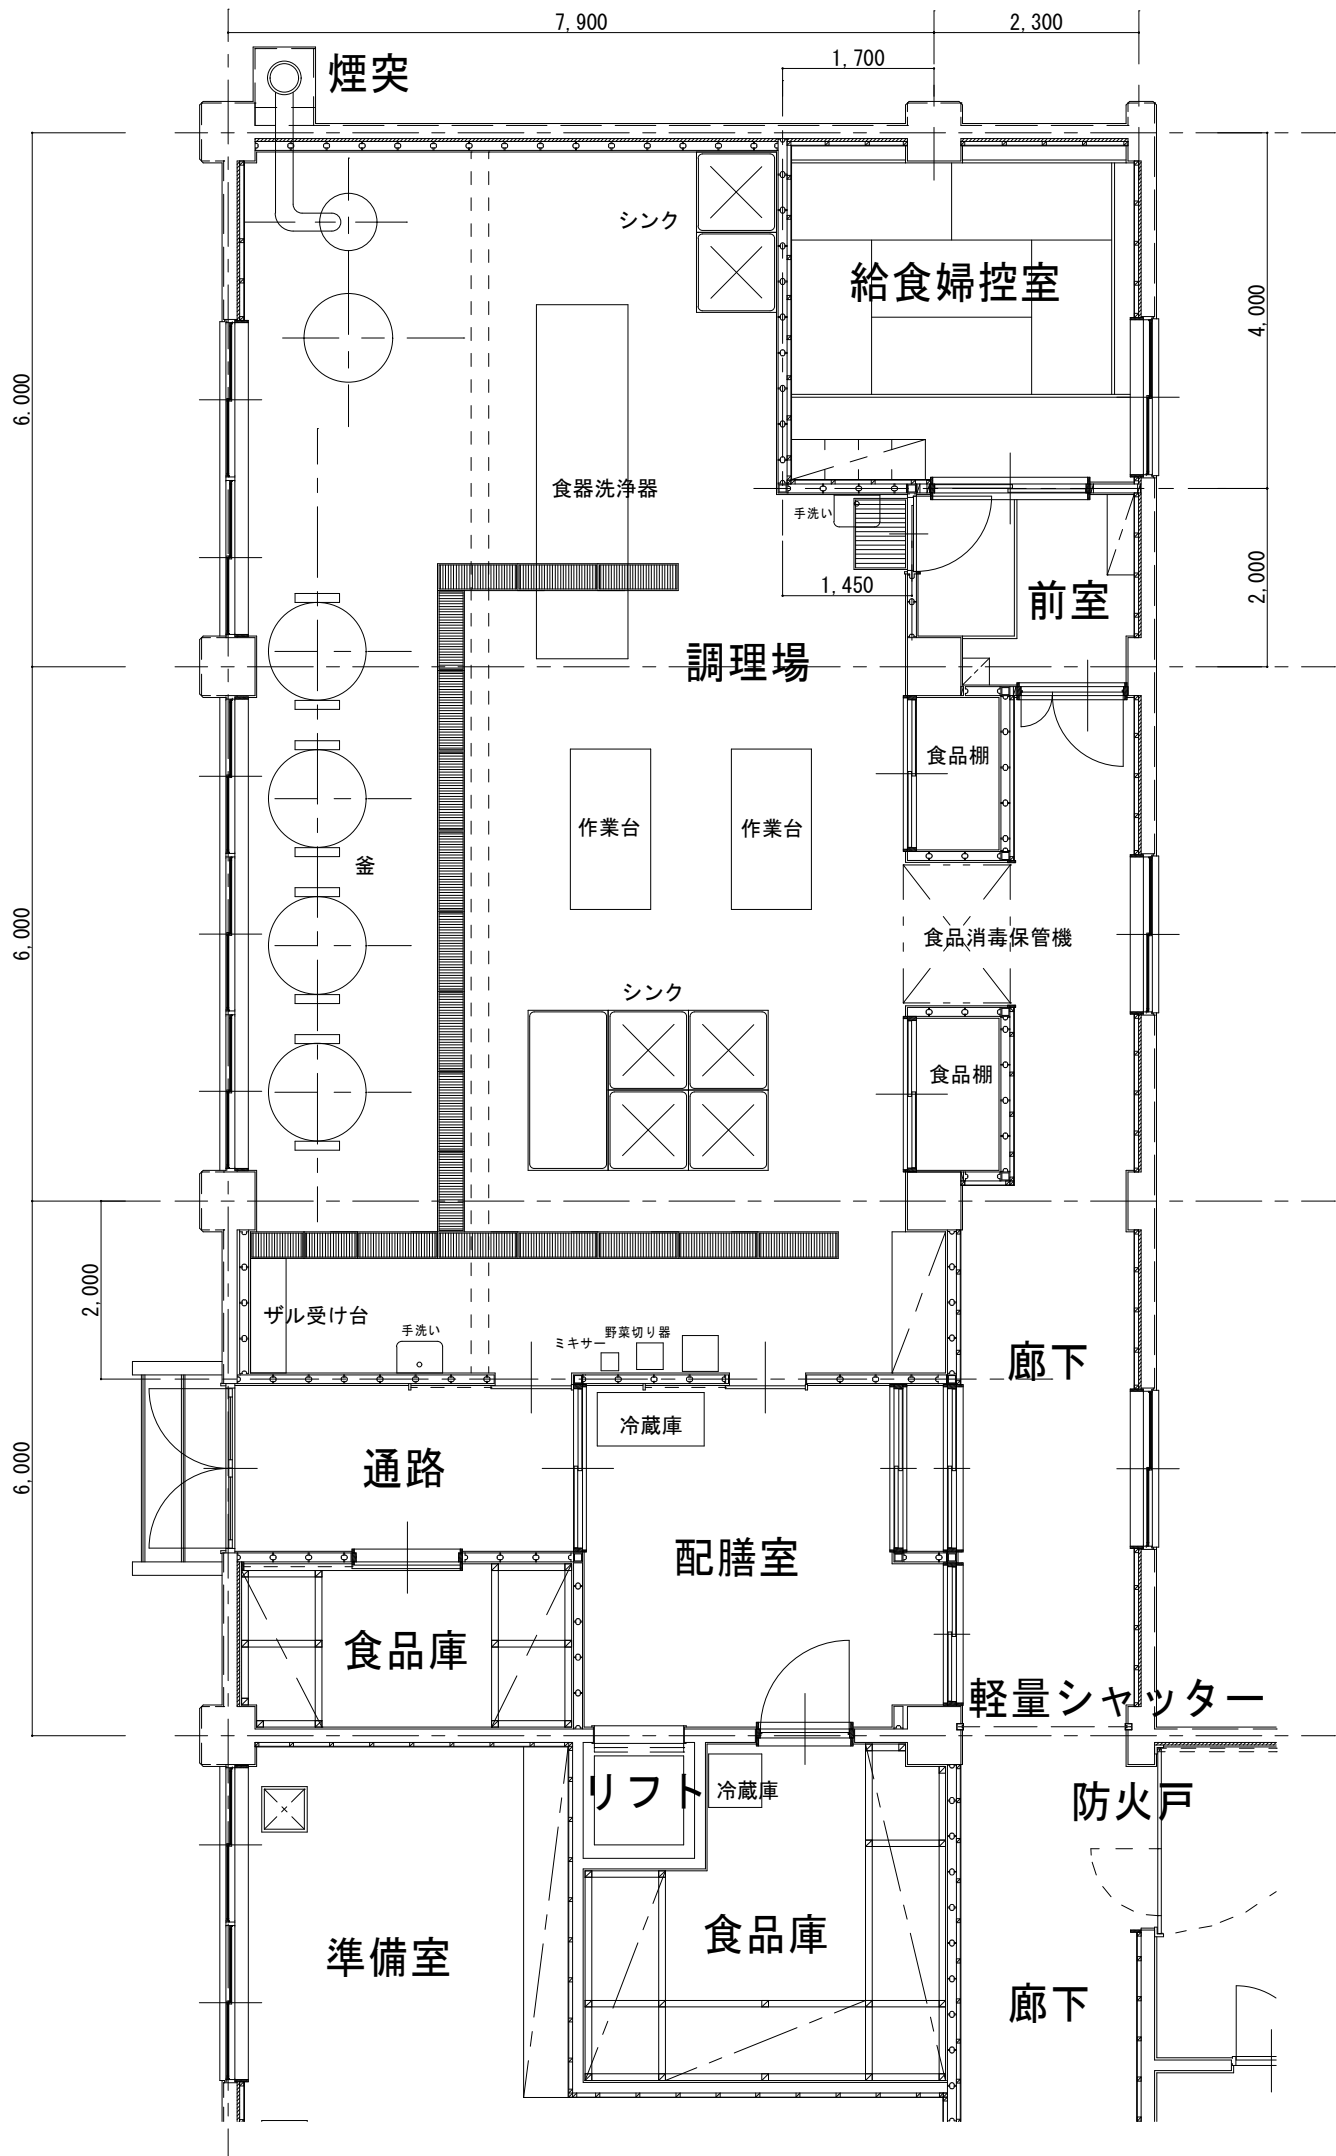 7,900
2,300
1,700
煙突
シンク
給食婦控室
4,000
6.000
食器洗浄器
手洗い
1,450
前室
2,000
調理場
食品棚
作業台
作業台
釜
6,000
食品消毒保管機
シンク
食品棚
2,000
ザル受け台
手洗い
ミキサー
野菜切り器
廊下
冷蔵庫
通路
6,000
配膳室
食品庫
軽量シャッター
リフト
冷蔵庫
防火戸
食品庫
準備室
廊下